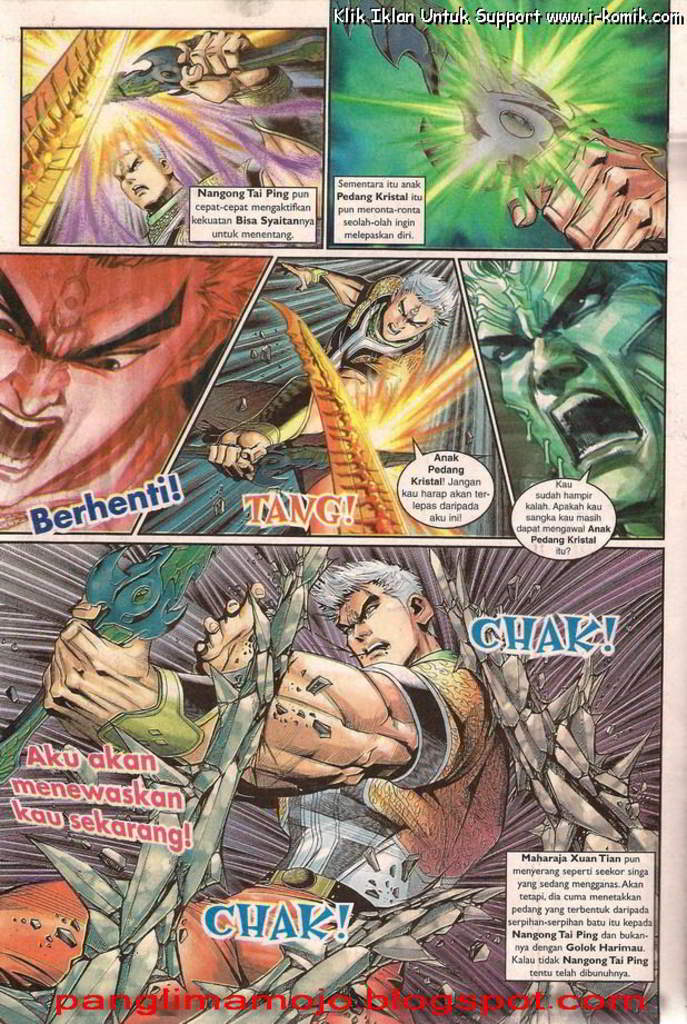 Klik Iklan Untuk Support www.i-komik.com
Nangong Tai Ping pun
cepat-cepat mengaktifkan
kekuatan Bisa Syaitannya
untuk menentang.
Sementara itu anak
Pedang Kristal itu
pun meronta-ronta
seolah-olah ingin
melepaskan diri.
Berhenti!
TANG!
Anak
Pedang
Kristal! Jangan
kau harap akan ter-
lepas daripada
aku ini!
Kau
sudah hampir
kalah. Apakah kau
sangka kau masih
dapat mengawal Anak
Pedang Kristal
itu?
CHAK!
Aku akan
menewaskan
kau sekarang!
CHAK!
Maharaja Xuan Tian pun
menyerang seperti seekor singa
yang sedang mengganas. Akan
tetapi, dia cuma menetakkan
pedang yang terbentuk daripada
serpihan-serpihan batu itu kepada
Nangong Tai Ping dan bukan-
nya dengan Golok Harimau.
Kalau tidak Nangong Tai Ping
tentu telah dibunuhnya.
panglimamojo.blogspot.com